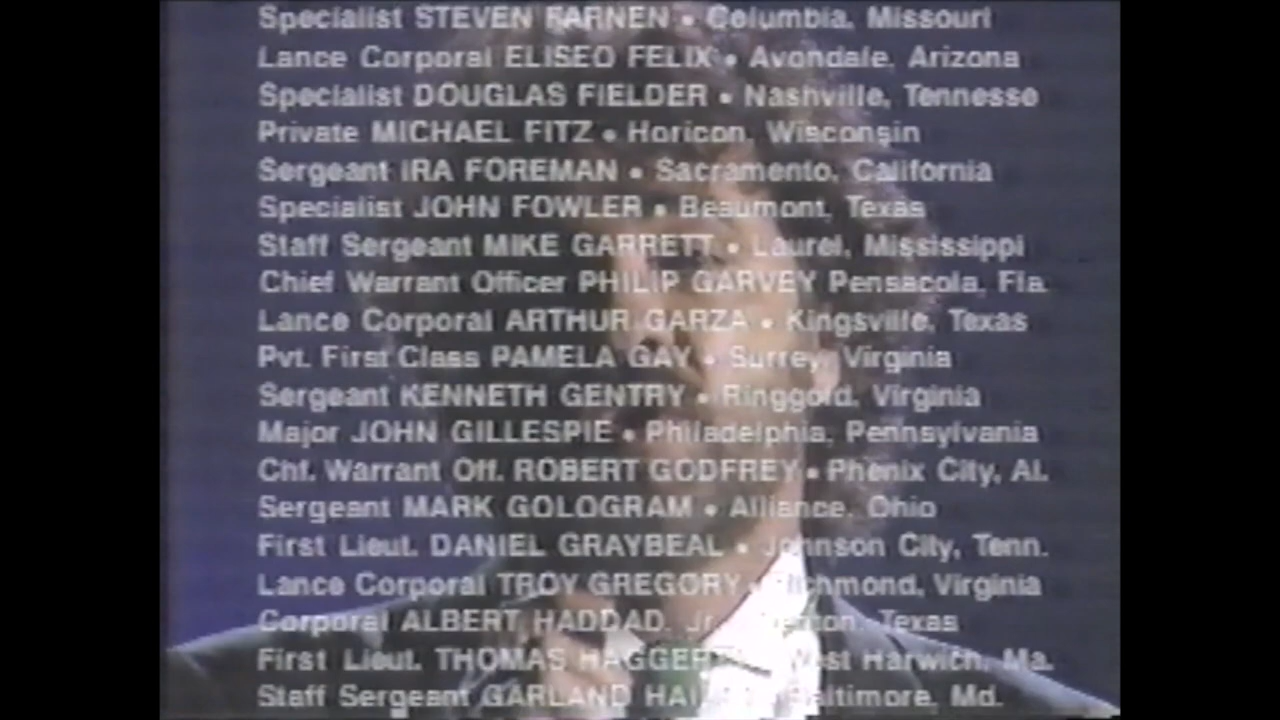 Specialist STEVEN FARNEN • Columbia, Missouri
Lance Corporal ELISEO FELIX • Avondale, Arizona
Specialist DOUGLAS FIELDER • Nashville, Tennesse
Private MICHAEL FITZ • Horicon, Wisconsin
Sergeant IRA FOREMAN • Sacramento, California
Specialist JOHN FOWLER • Beaumont, Texas
Staff Sergeant MIKE GARRETT • Laurel, Mississippi
Chief Warrant Officer PHILIP GARVEY Pensacola, Fla.
Lance Corporal ARTHUR GARZA • Kingsville, Texas
Pvt. First Class PAMELA GAY • Surrey, Virginia
Sergeant KENNETH GENTRY • Ringgold, Virginia
Major JOHN GILLESPIE • Philadelphia, Pennsylvania
Chf. Warrant Off. ROBERT GODFREY • Phenix City, Al.
Sergeant MARK GOLOGRAM • Alliance, Ohio
First Lieut. DANIEL GRAYBEAL • Johnson City, Tenn.
Lance Corporal TROY GREGORY • Richmond, Virginia
Corporal ALBERT HADDAD, Jr. Texas
First Lieut. THOMAS West Harwich, Ma.
Staff Sergeant GARLAND Baltimore, Md.